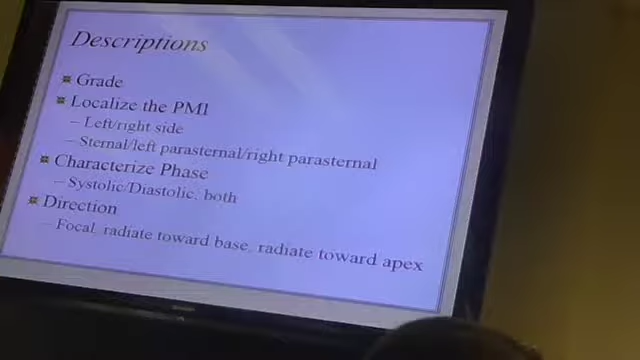 Descriptions
Grade
Localize the PMI
– Left/right side
– Sternal/left parasternal/right parasternal
Characterize Phase
– Systolic/Diastolic, both
Direction
– Focal, radiate toward base, radiate toward apex